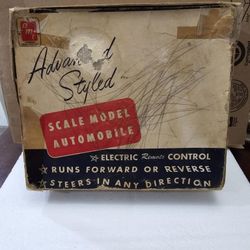 Advanced
Styled
SCALE MODEL
AUTOMOBILE
ELECTRIC Remote CONTROL
RUNS FORWARD OR REVERSE
STEERS IN ANY DIRECTION